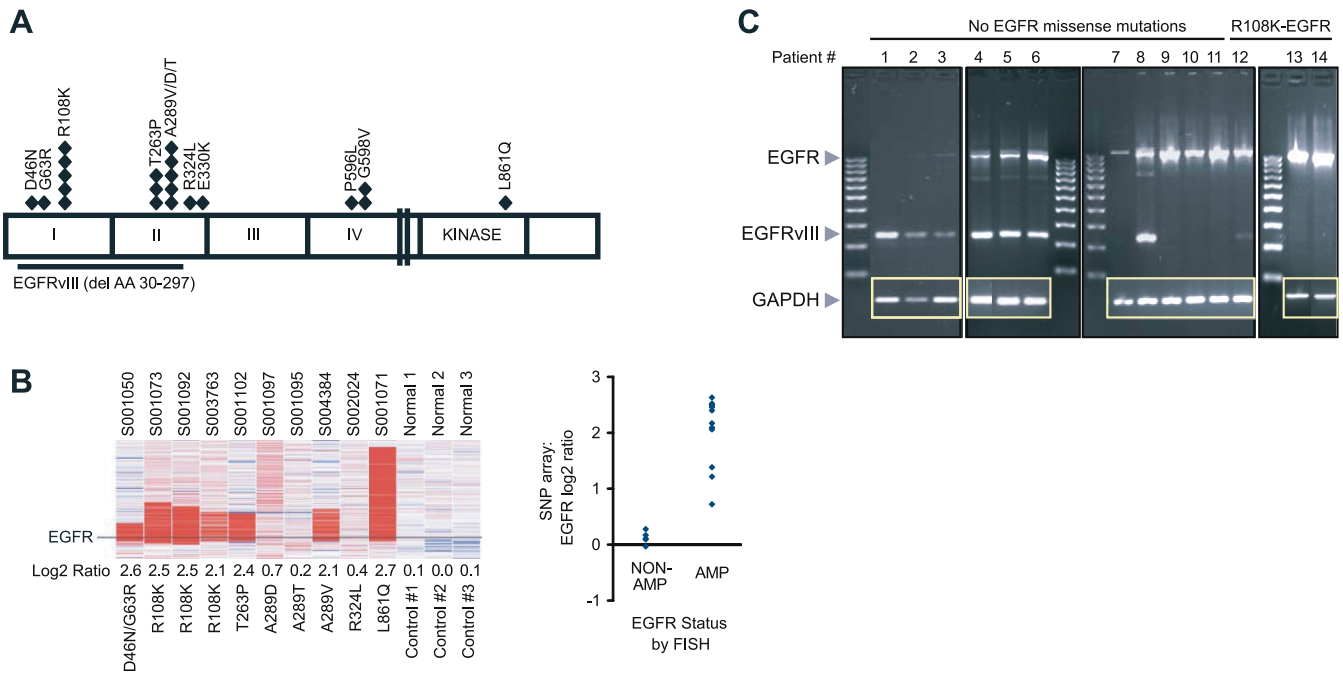 A
D46N
G63R
R108K
T263P
A289V/D/T
R324L
E330K
P596L
G598V
L861Q
I
II
III
IV
KINASE
EGFRvIII (del AA 30-297)
B
S001050
S001073
S001092
S003763
S001102
S001097
S001095
S004384
S002024
S001071
Normal 1
Normal 2
Normal 3
EGFR
Log2 Ratio 2.6 2.5 2.5 2.1 2.4 0.7 0.2 2.1 0.4 2.7 0.1 0.0 0.1
D46N/G63R
R108K
R108K
R108K
T263P
A289D
A289T
A289V
R324L
L861Q
Control #1
Control #2
Control #3
SNP array:
EGFR log2 ratio
3
2
1
0
-1
NON-
AMP
AMP
EGFR Status
by FISH
C
No EGFR missense mutations
R108K-EGFR
Patient # 1 2 3 4 5 6 7 8 9 10 11 12 13 14
EGFR
EGFRvIII
GAPDH